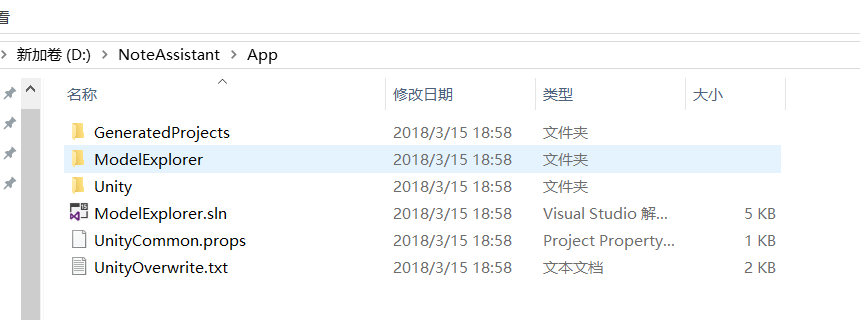 看
新加卷 (D:) NoteAssistant App
名称 修改日期 类型 大小
GeneratedProjects 2018/3/15 18:58 文件夹
ModelExplorer 2018/3/15 18:58 文件夹
Unity 2018/3/15 18:58 文件夹
ModelExplorer.sln 2018/3/15 18:58 Visual Studio 解... 5 KB
UnityCommon.props 2018/3/15 18:58 Project Property... 1 KB
UnityOverwrite.txt 2018/3/15 18:58 文本文档 2 KB